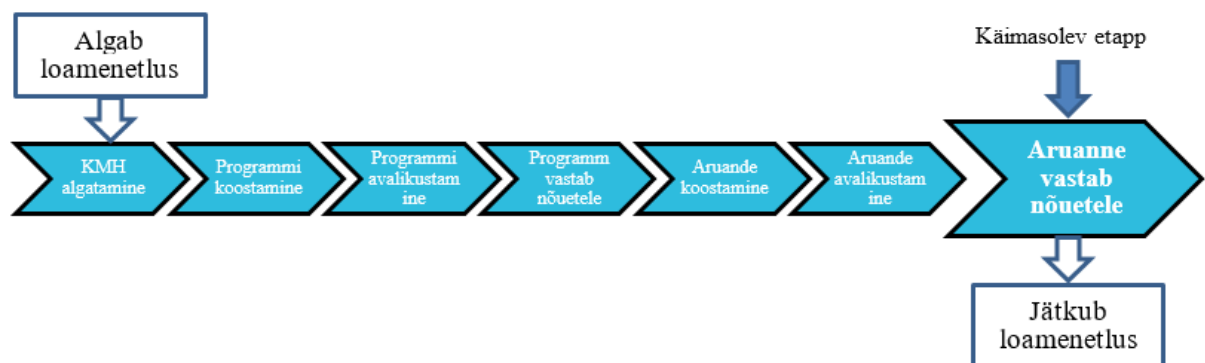 Algab
loamenetlus
Käimasolev etapp
KMH
algatamine
Programmi
koostamine
Programmi
avalikustam
ine
Programm
vastab
nõuetele
Aruande
koostamine
Aruande
avalikustam
ine
Aruanne
vastab
nõuetele
Jätkub
loamenetlus